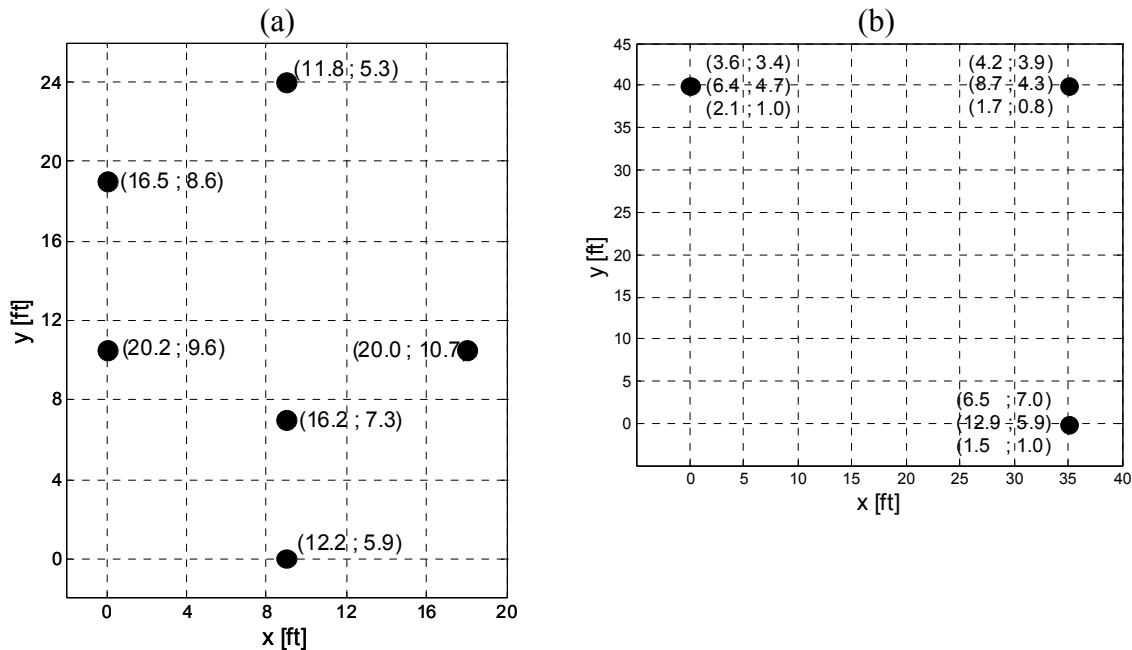 (a)
24
20
16
12
8
4
0
y [ft]
(11.8 ; 5.3)
(16.5 ; 8.6)
(20.2 ; 9.6)
(20.0 ; 10.7
(16.2 ; 7.3)
(12.2 ; 5.9)
0 4 8 12 16 20
x [ft]
(b)
45
40
35
30
25
20
15
10
5
0
y [ft]
(3.6 ; 3.4)
(6.4 ; 4.7)
(2.1 ; 1.0)
(4.2 ; 3.9)
(8.7 ; 4.3)
(1.7 ; 0.8)
(6.5 ; 7.0)
(12.9 ; 5.9)
(1.5 ; 1.0)
0 5 10 15 20 25 30 35 40
x [ft]